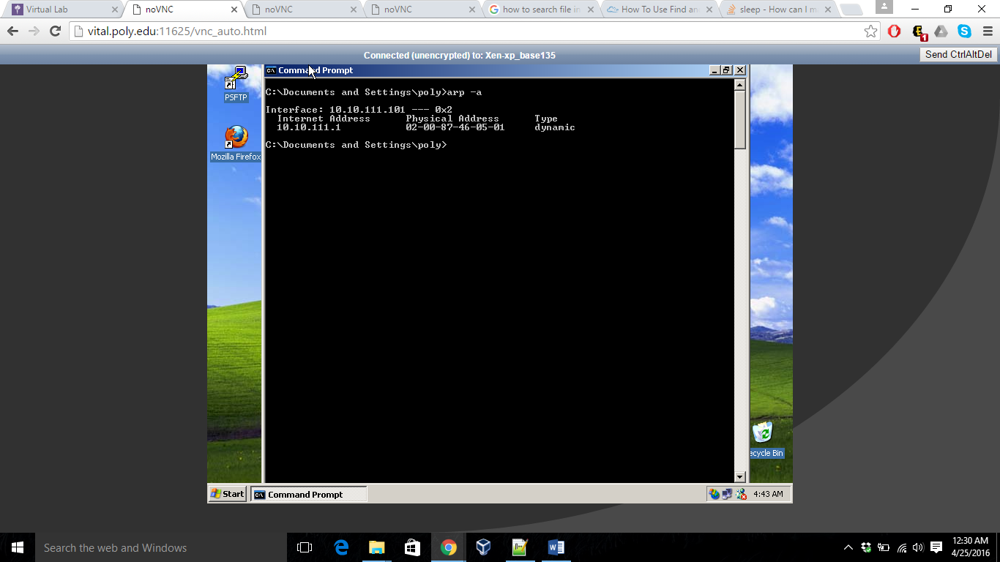 Virtual Lab
noVNC
noVNC
noVNC
how to search file in
How To Use Find an
sleep - How can I m
vital.poly.edu:11625/vnc_auto.html
1
Connected (unencrypted) to: Xen-xp_base135
Send CtrlAltDel
PSFTP
Mozilla Firefox
Command Prompt
C:\Documents and Settings\poly>arp -a
Interface: 10.10.111.101 --- 0x2
Internet Address Physical Address Type
10.10.111.1 02-00-87-46-05-01 dynamic
C:\Documents and Settings\poly>
ecycle Bin
Start
Command Prompt
4:43 AM
Search the web and Windows
12:30 AM
4/25/2016